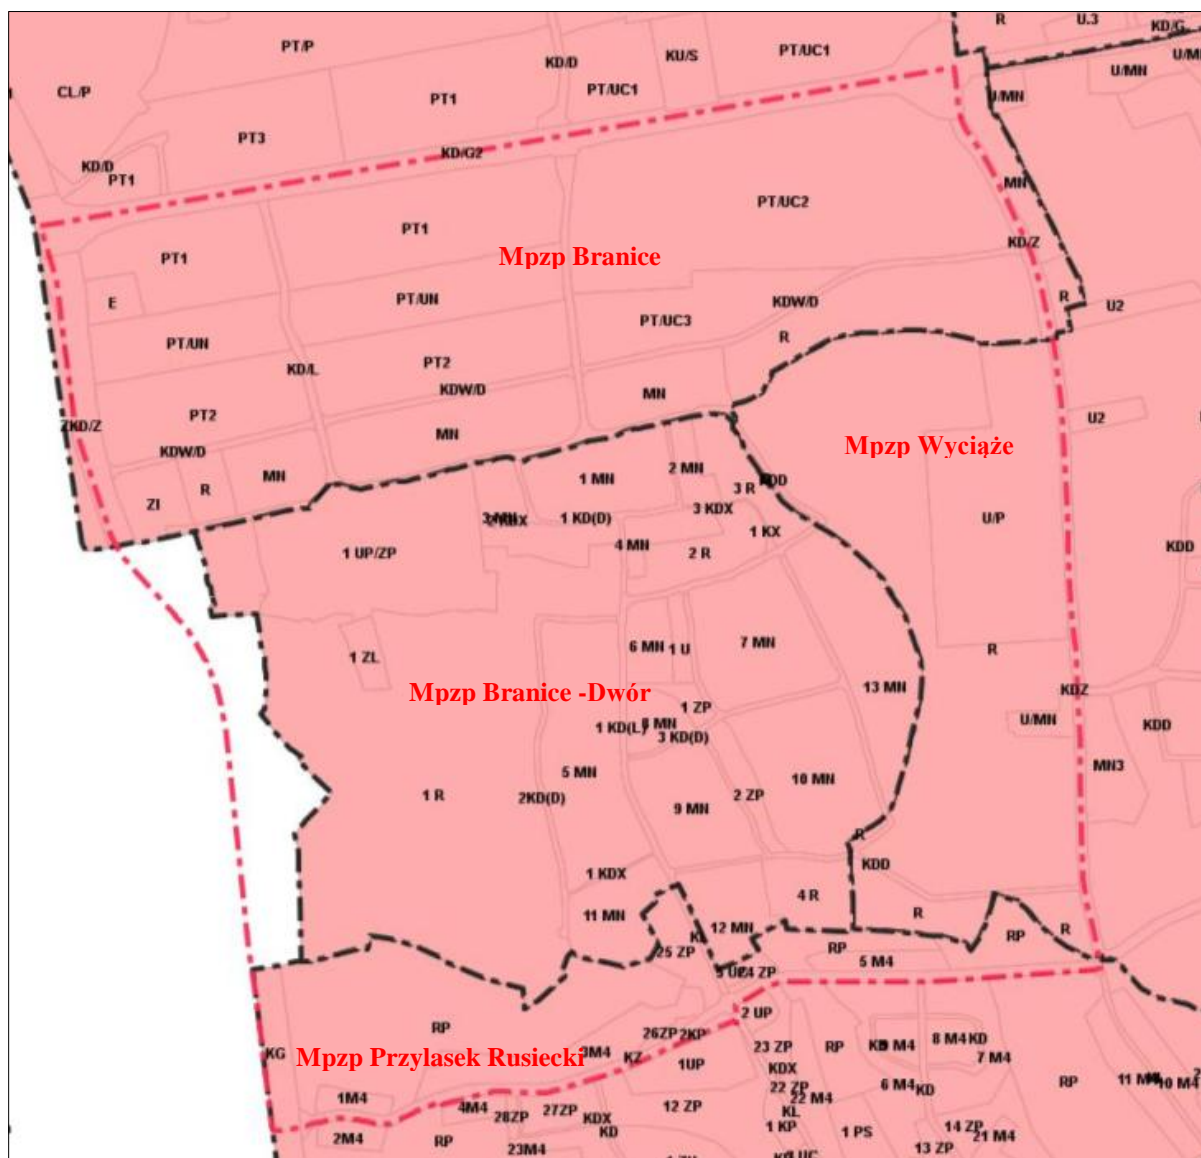 R
U.3
KD/G
PT/P
KD/D
KU/S
PT/UC1
U/MN
CL/P
PT1
PT/UC1
U/MN
PT3
KD/D
PT1
KD/G2
MN
PT/UC2
PT1
KD/Z
PT1
Mpzp Branice
E
PT/UN
KDW/D
R
U2
PT/UC3
PT/UN
R
KD/L
PT2
KDW/D
MN
PT2
U2
ZKD/Z
MN
KDW/D
Mpzp Wyciąże
MN
R
ZI
1 MN
2 MN
3 R
3 KDX
1 KD(D)
U/P
1 KX
4 MN
KDD
1 UP/ZP
2 R
6 MN
1 U
7 MN
R
1 ZL
13 MN
Mpzp Branice -Dwór
KDZ
1 ZP
U/MN
KDD
1 KD(L)
3 KD(D)
MN3
5 MN
10 MN
1 R
2KD(D)
2 ZP
9 MN
R
KDD
1 KDX
4 R
11 MN
R
12 MN
R
RP
RP
25 ZP
5 M4
2 UP
RP
26ZP
2KP
8 M4
KD
23 ZP
RP
KG
Mpzp Przylasek Rusiecki
KZ
7 M4
1UP
KDX
RP
6 M4
KD
22 ZP
22 M4
1M4
4M4
28ZP
27ZP
12 ZP
KDX
KL
KD
1 KP
1 PS
14 ZP
21 M4
2M4
RP
23M4
13 ZP